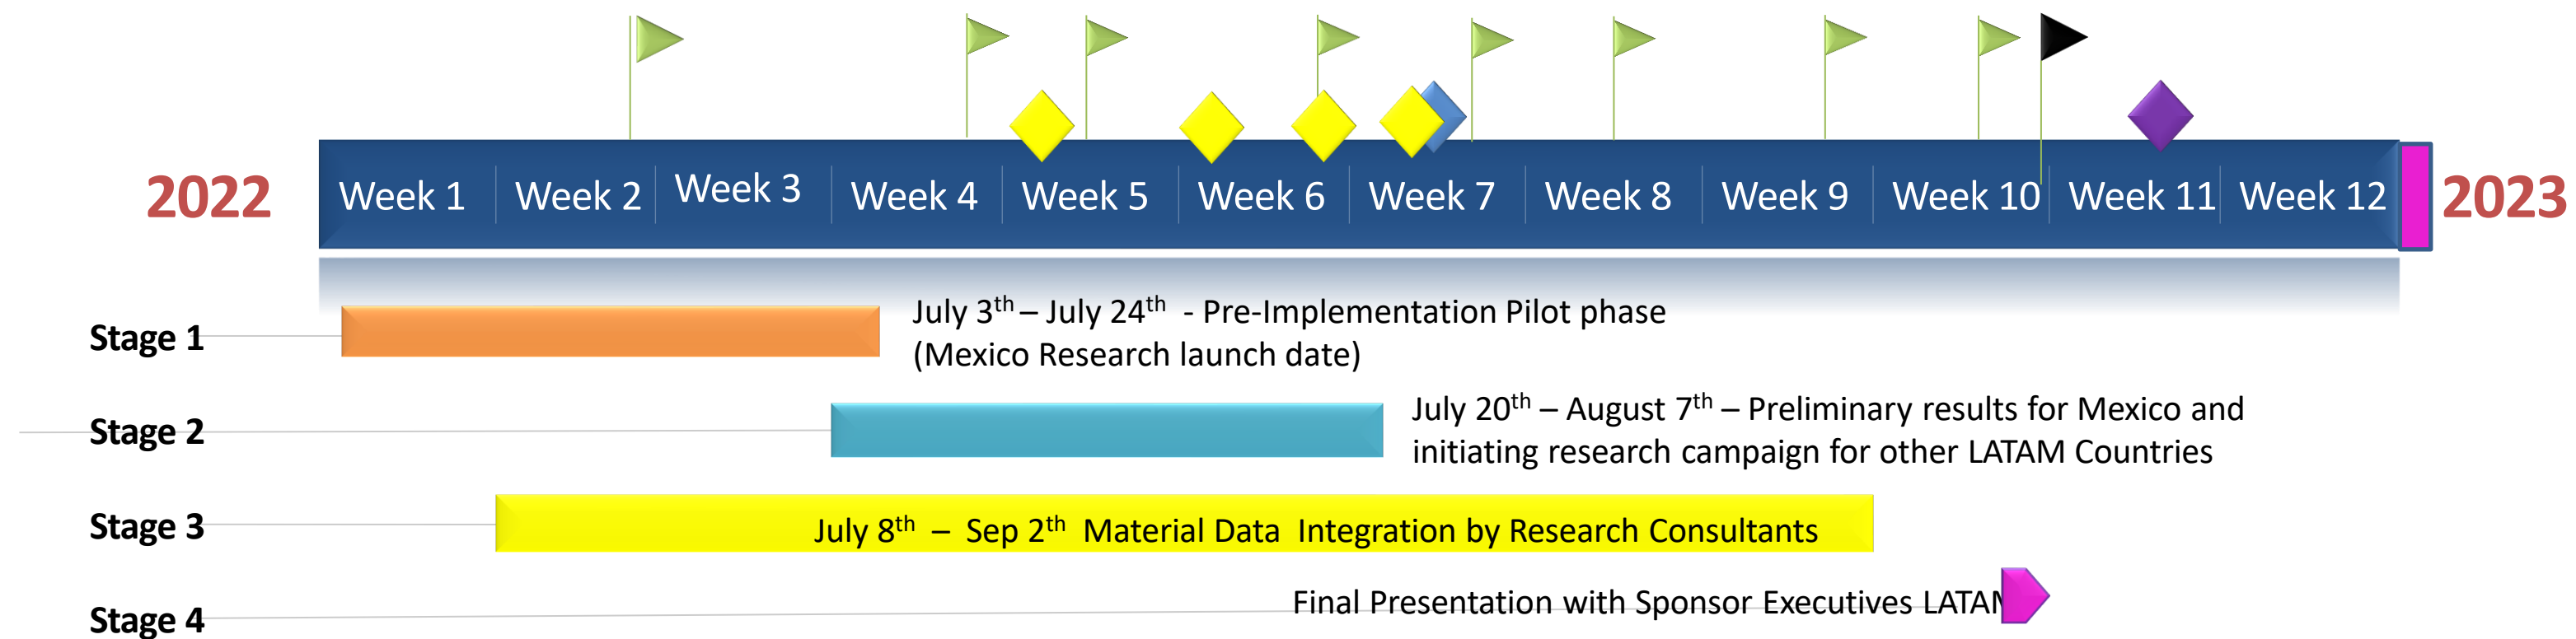 2022
Week 1
Week 2
Week 3
Week 4
Week 5
Week 6
Week 7
Week 8
Week 9
Week 10
Week 11
Week 12
2023
Stage 1
July 3th – July 24th - Pre-Implementation Pilot phase
(Mexico Research launch date)
Stage 2
July 20th – August 7th – Preliminary results for Mexico and
initiating research campaign for other LATAM Countries
Stage 3
July 8th – Sep 2th Material Data Integration by Research Consultants
Stage 4
Final Presentation with Sponsor Executives LATAM